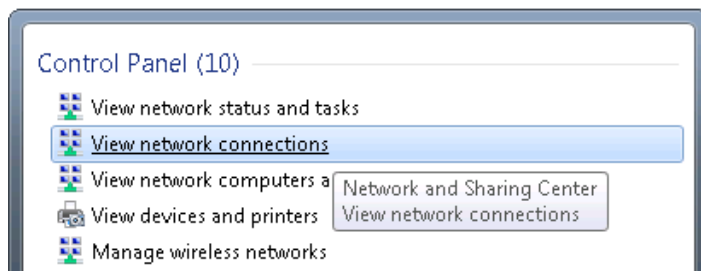 Control Panel (10)
View network status and tasks
View network connections
View network computers a
Network and Sharing Center
View network connections
View devices and printers
Manage wireless networks